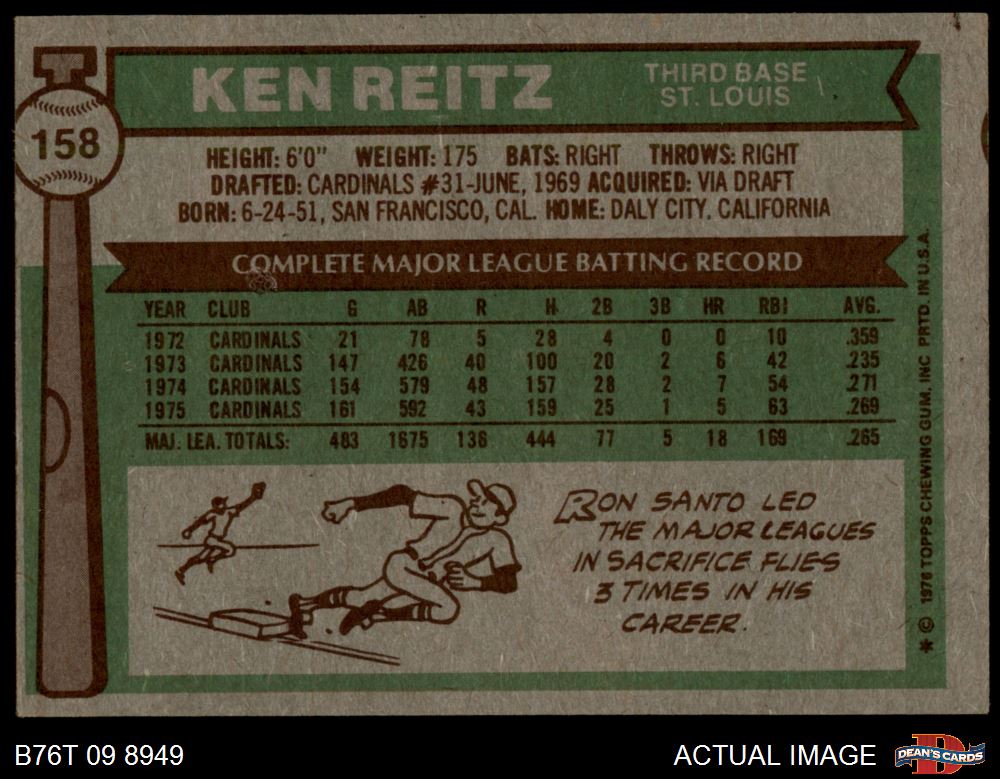 158
KEN REITZ
THIRD BASE
ST. LOUIS
HEIGHT: 6'0" WEIGHT: 175 BATS: RIGHT THROWS: RIGHT
DRAFTED: CARDINALS #31-JUNE, 1969 ACQUIRED: VIA DRAFT
BORN: 6-24-51, SAN FRANCISCO, CAL. HOME: DALY CITY, CALIFORNIA
COMPLETE MAJOR LEAGUE BATTING RECORD
YEAR CLUB G AB R H 2B 3B HR RBI AVG.
1972 CARDINALS 21 78 5 28 4 0 0 10 .359
1973 CARDINALS 147 426 40 100 20 2 6 42 .235
1974 CARDINALS 154 579 48 157 28 2 7 54 .271
1975 CARDINALS 161 592 43 159 25 1 5 63 .269
MAJ. LEA. TOTALS: 483 1675 136 444 77 5 18 169 .265
RON SANTO LED
THE MAJOR LEAGUES
IN SACRIFICE FLIES
3 TIMES IN HIS
CAREER.
* © 1976 TOPPS CHEWING GUM, INC PRTD. IN U.S.A.
B76T 09 8949
ACTUAL IMAGE
DEAN'S CARDS